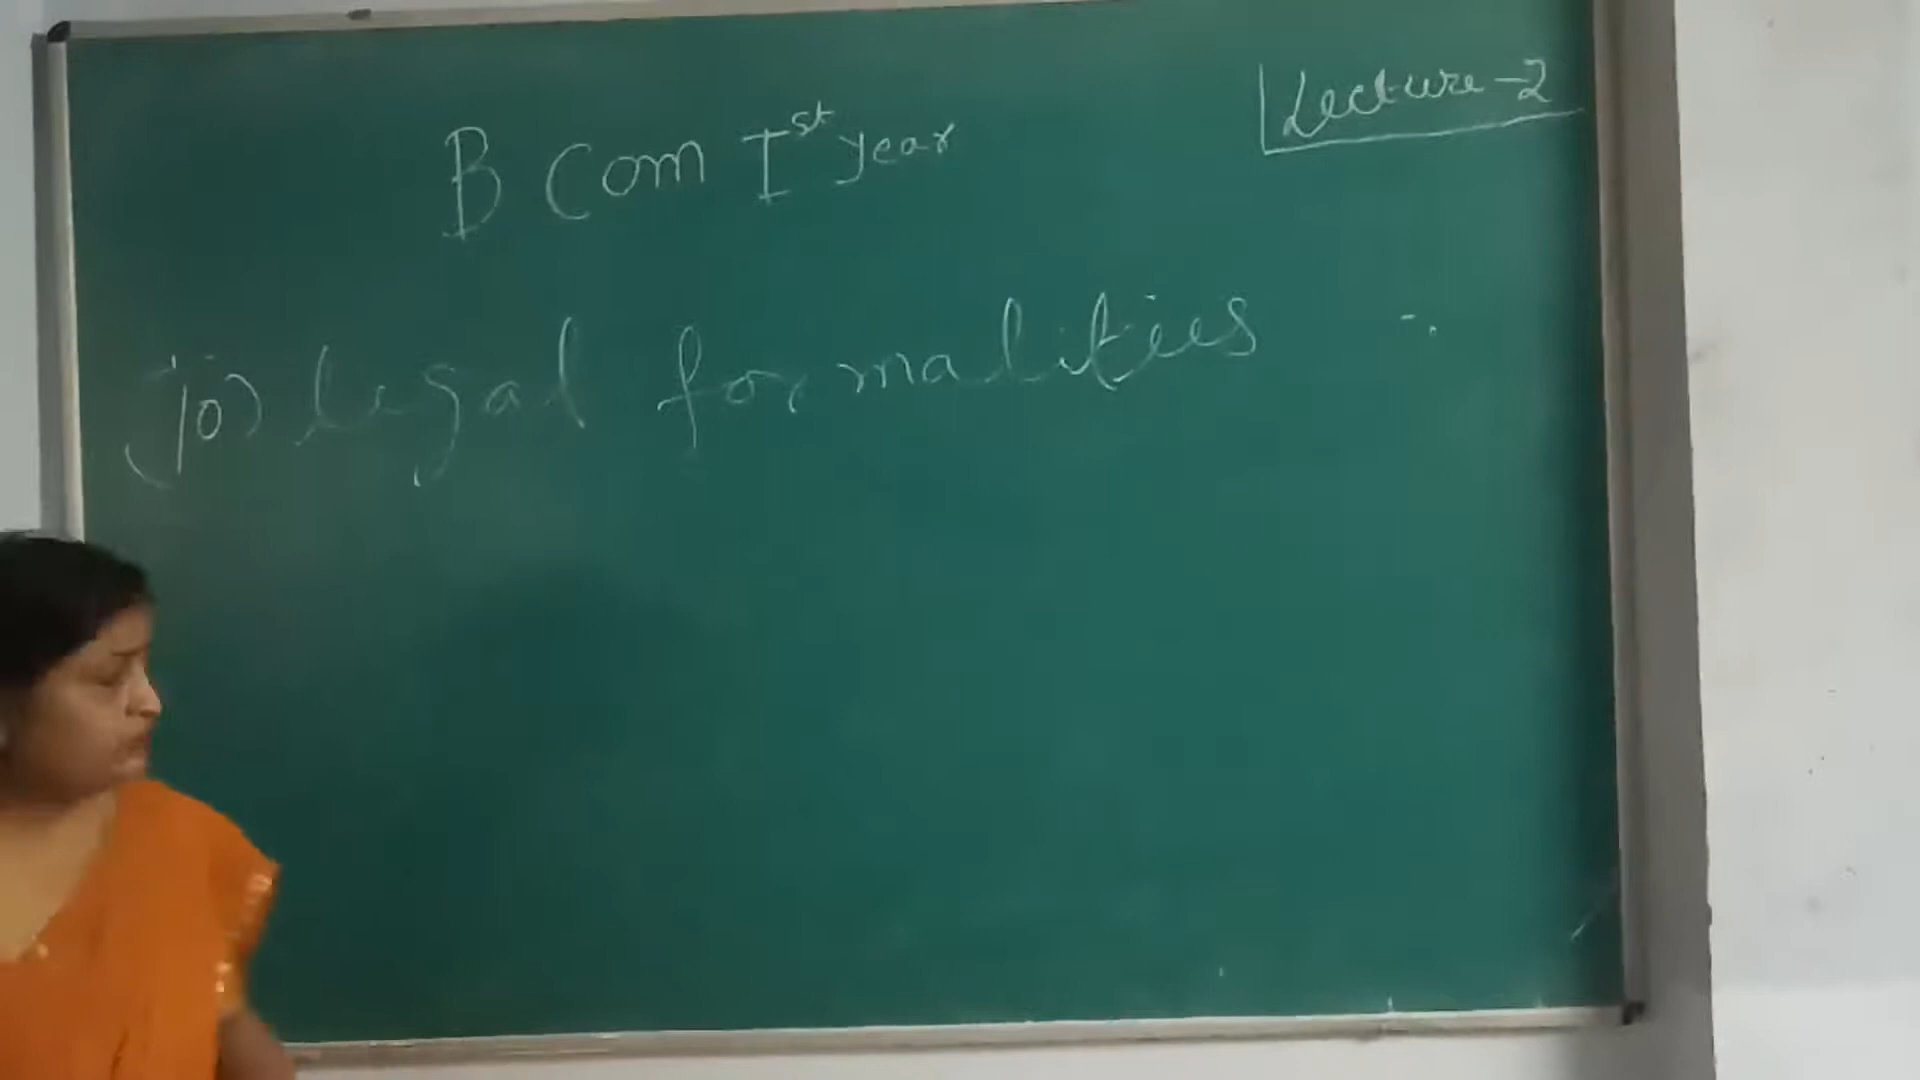 Lecture-2
B Com Ist year
(10) legal formalities :-